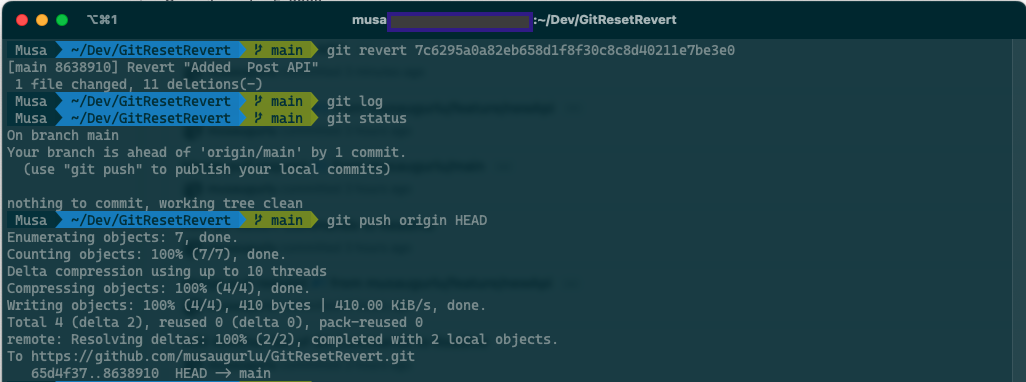 ⌥⌘1 musa :~/Dev/GitResetRevert
Musa ~/Dev/GitResetRevert main git revert 7c6295a0a82eb658d1f8f30c8c8d40211e7be3e0
[main 8638910] Revert "Added  Post API"
1 file changed, 11 deletions(-)
Musa ~/Dev/GitResetRevert main git log
Musa ~/Dev/GitResetRevert main git status
On branch main
Your branch is ahead of 'origin/main' by 1 commit.
(use "git push" to publish your local commits)
nothing to commit, working tree clean
Musa ~/Dev/GitResetRevert main git push origin HEAD
Enumerating objects: 7, done.
Counting objects: 100% (7/7), done.
Delta compression using up to 10 threads
Compressing objects: 100% (4/4), done.
Writing objects: 100% (4/4), 410 bytes | 410.00 KiB/s, done.
Total 4 (delta 2), reused 0 (delta 0), pack-reused 0
remote: Resolving deltas: 100% (2/2), completed with 2 local objects.
To https://github.com/musaugurlu/GitResetRevert.git
65d4f37..8638910  HEAD -> main